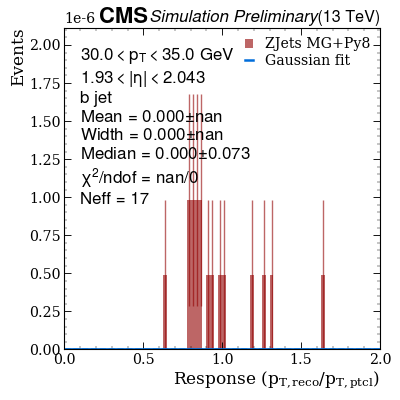 1e-6 CMS Simulation Preliminary (13 TeV)
Events
30.0 < p_T < 35.0 GeV
1.93 < |η| < 2.043
b jet
Mean = 0.000±nan
Width = 0.000±nan
Median = 0.000±0.073
χ²/ndof = nan/0
Neff = 17
ZJets MG+Py8
Gaussian fit
2.00
1.75
1.50
1.25
1.00
0.75
0.50
0.25
0.00
0.0 0.5 1.0 1.5 2.0
Response (p_T,reco/p_T,ptcl)